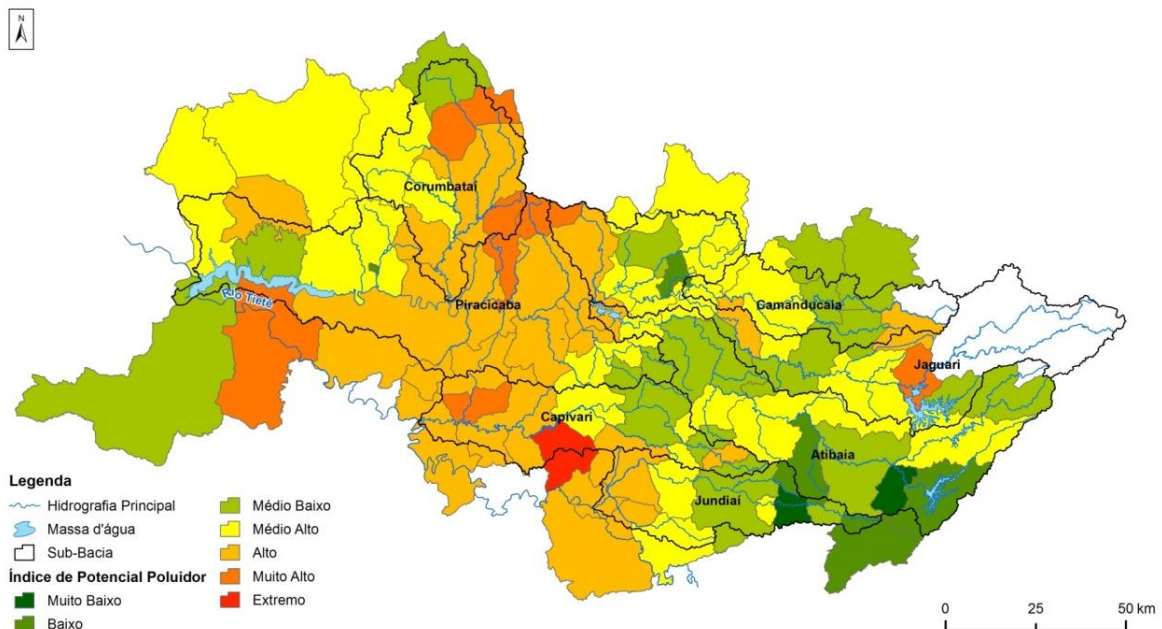 N
Corumbataí
Camanducaia
Rio Tietê
Piracicaba
Jaguari
Capivari
Atibaia
Jundiaí
Legenda
Hidrografia Principal
Massa d'água
Sub-Bacia
Índice de Potencial Poluidor
Muito Baixo
Baixo
Médio Baixo
Médio Alto
Alto
Muito Alto
Extremo
0 25 50 km